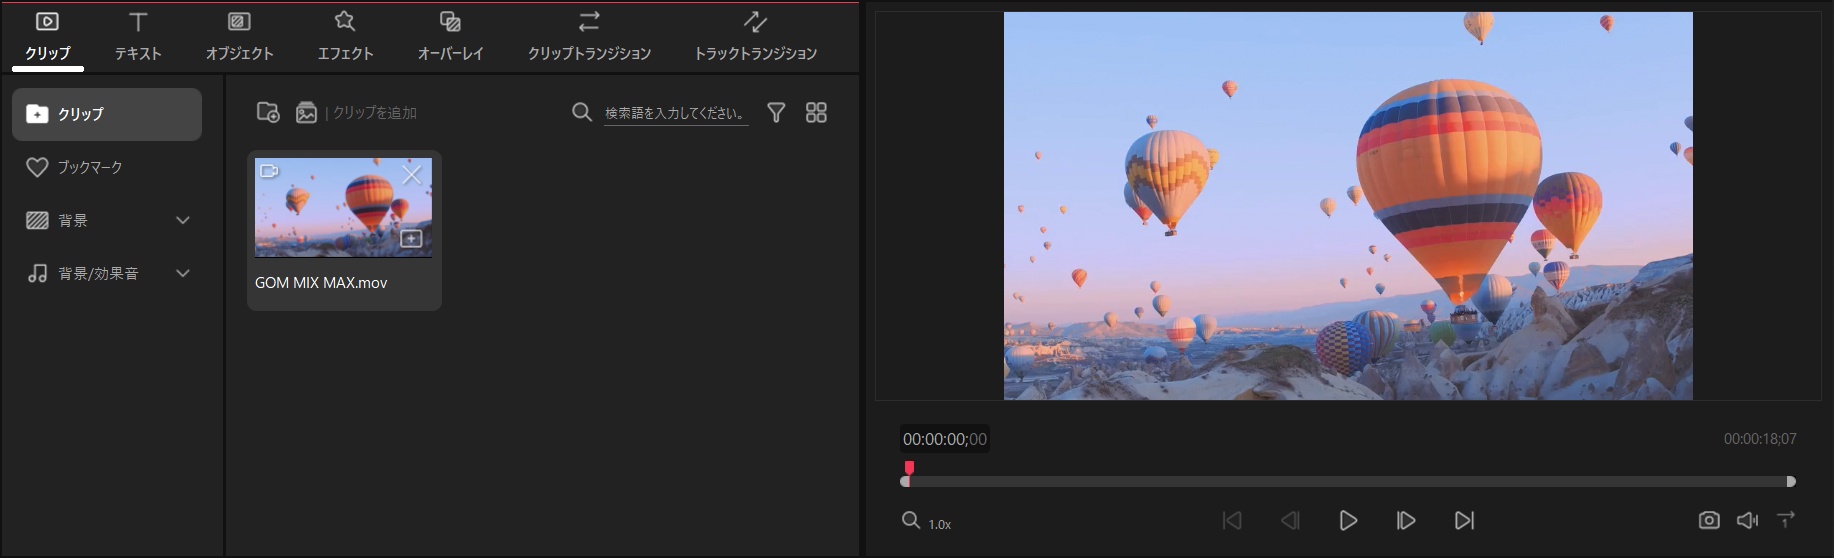 クリップ
テキスト
オブジェクト
エフェクト
オーバーレイ
クリップトランジション
トラックトランジション
クリップ
ブックマーク
背景
背景/効果音
| クリップを追加
検索語を入力してください。
GOM MIX MAX.mov
00:00:00;00
00:00:18;07
1.0x
1